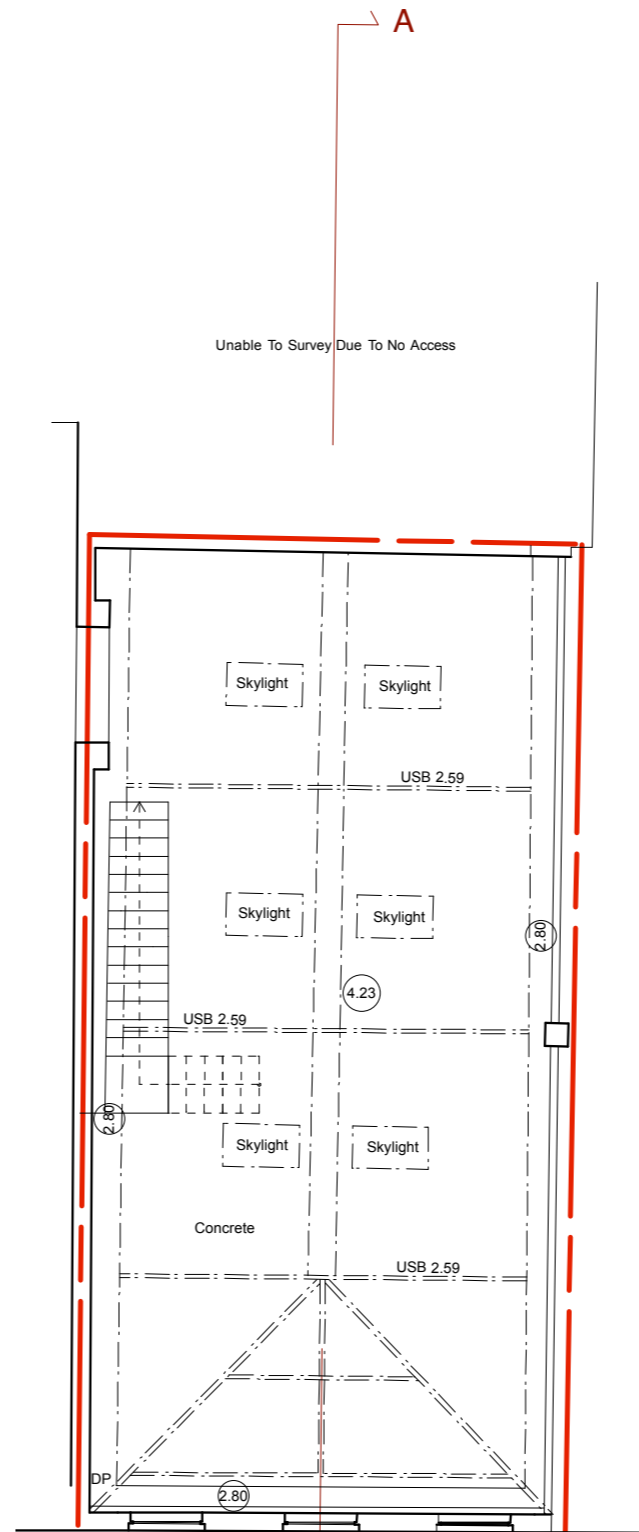 A
Unable To Survey Due To No Access
Skylight
Skylight
USB 2.59
Skylight
Skylight
2.80
4.23
USB 2.59
2.80
Skylight
Skylight
Concrete
USB 2.59
DP
2.80